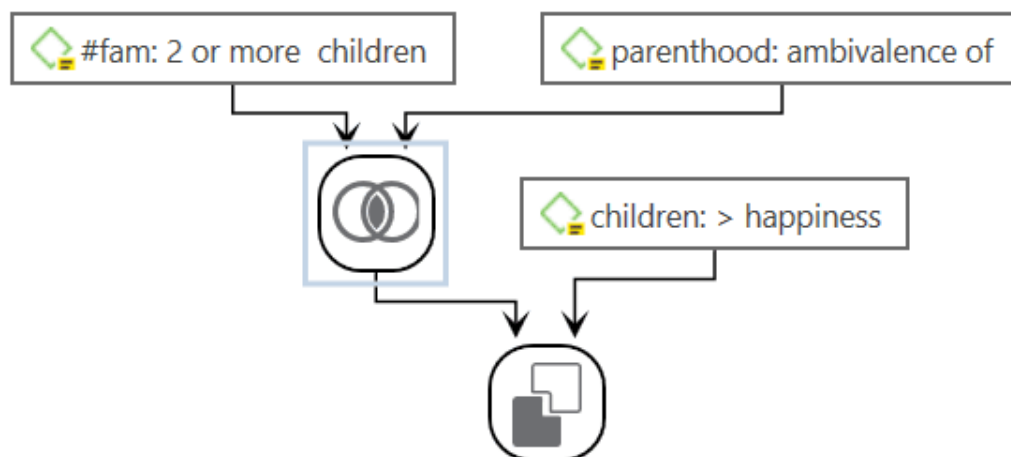 #fam: 2 or more children
parenthood: ambivalence of
children: > happiness